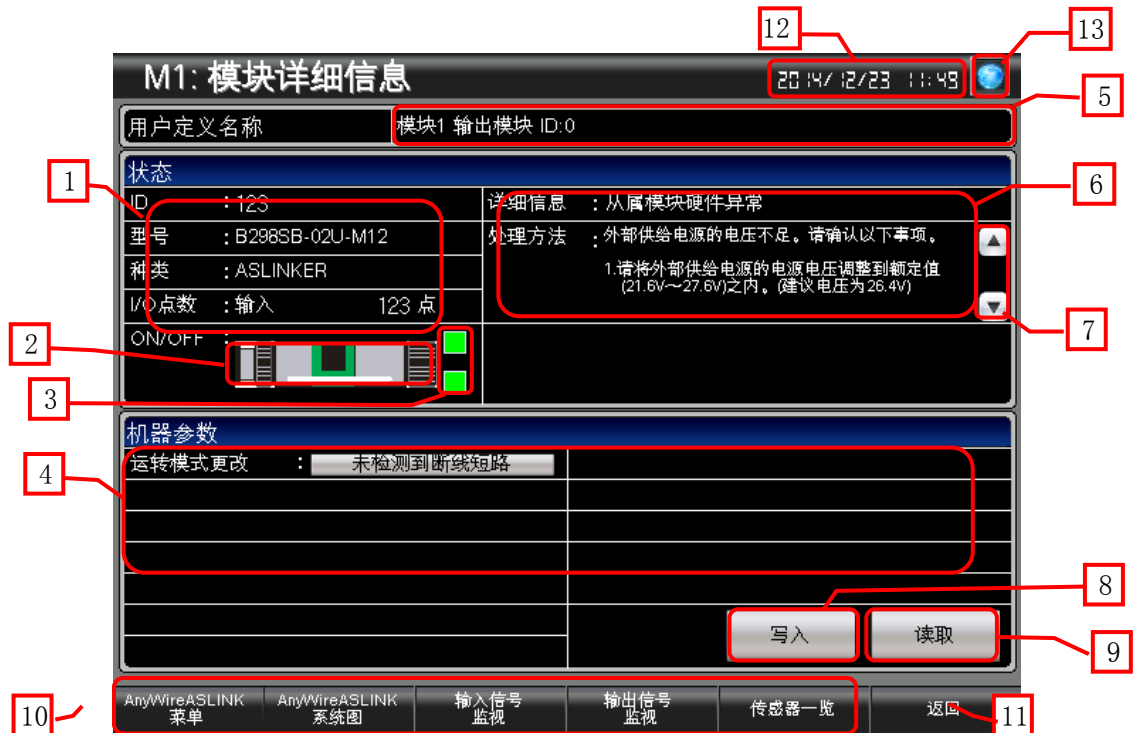 12
13
M1: 模块详细信息
2014/12/23 11:49
5
用户定义名称 模块1 输出模块 ID:0
1
状态
6
ID :123
详细信息 :从属模块硬件异常
型号 :B298SB-02U-M12
处理方法 :外部供给电源的电压不足。请确认以下事项。
种类 :ASLINKER
1.请将外部供给电源的电源电压调整到额定值
(21.6V～27.6V)之内。(建议电压为26.4V)
I/O点数 :输入 123 点
7
2
ON/OFF :
3
机器参数
4
运转模式更改 : 未检测到断线短路
8
写入
读取
9
10
AnyWireASLINK
菜单
AnyWireASLINK
系统图
输入信号
监视
输出信号
监视
传感器一览
返回
11